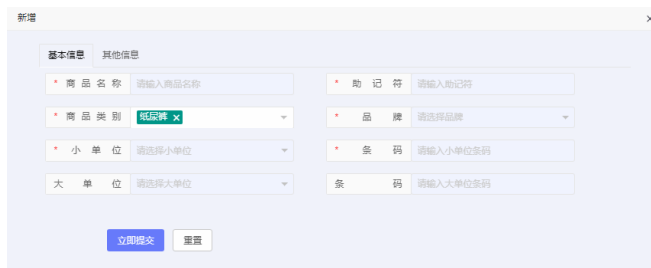 新增
基本信息 其他信息
* 商品名称 请输入商品名称 * 助记符 请输入助记符
* 商品类别 纸尿裤 * 品牌 请选择品牌
* 小单位 请选择小单位 * 条码 请输入小单位条码
大单位 请选择大单位 条码 请输入大单位条码
立即提交 重置